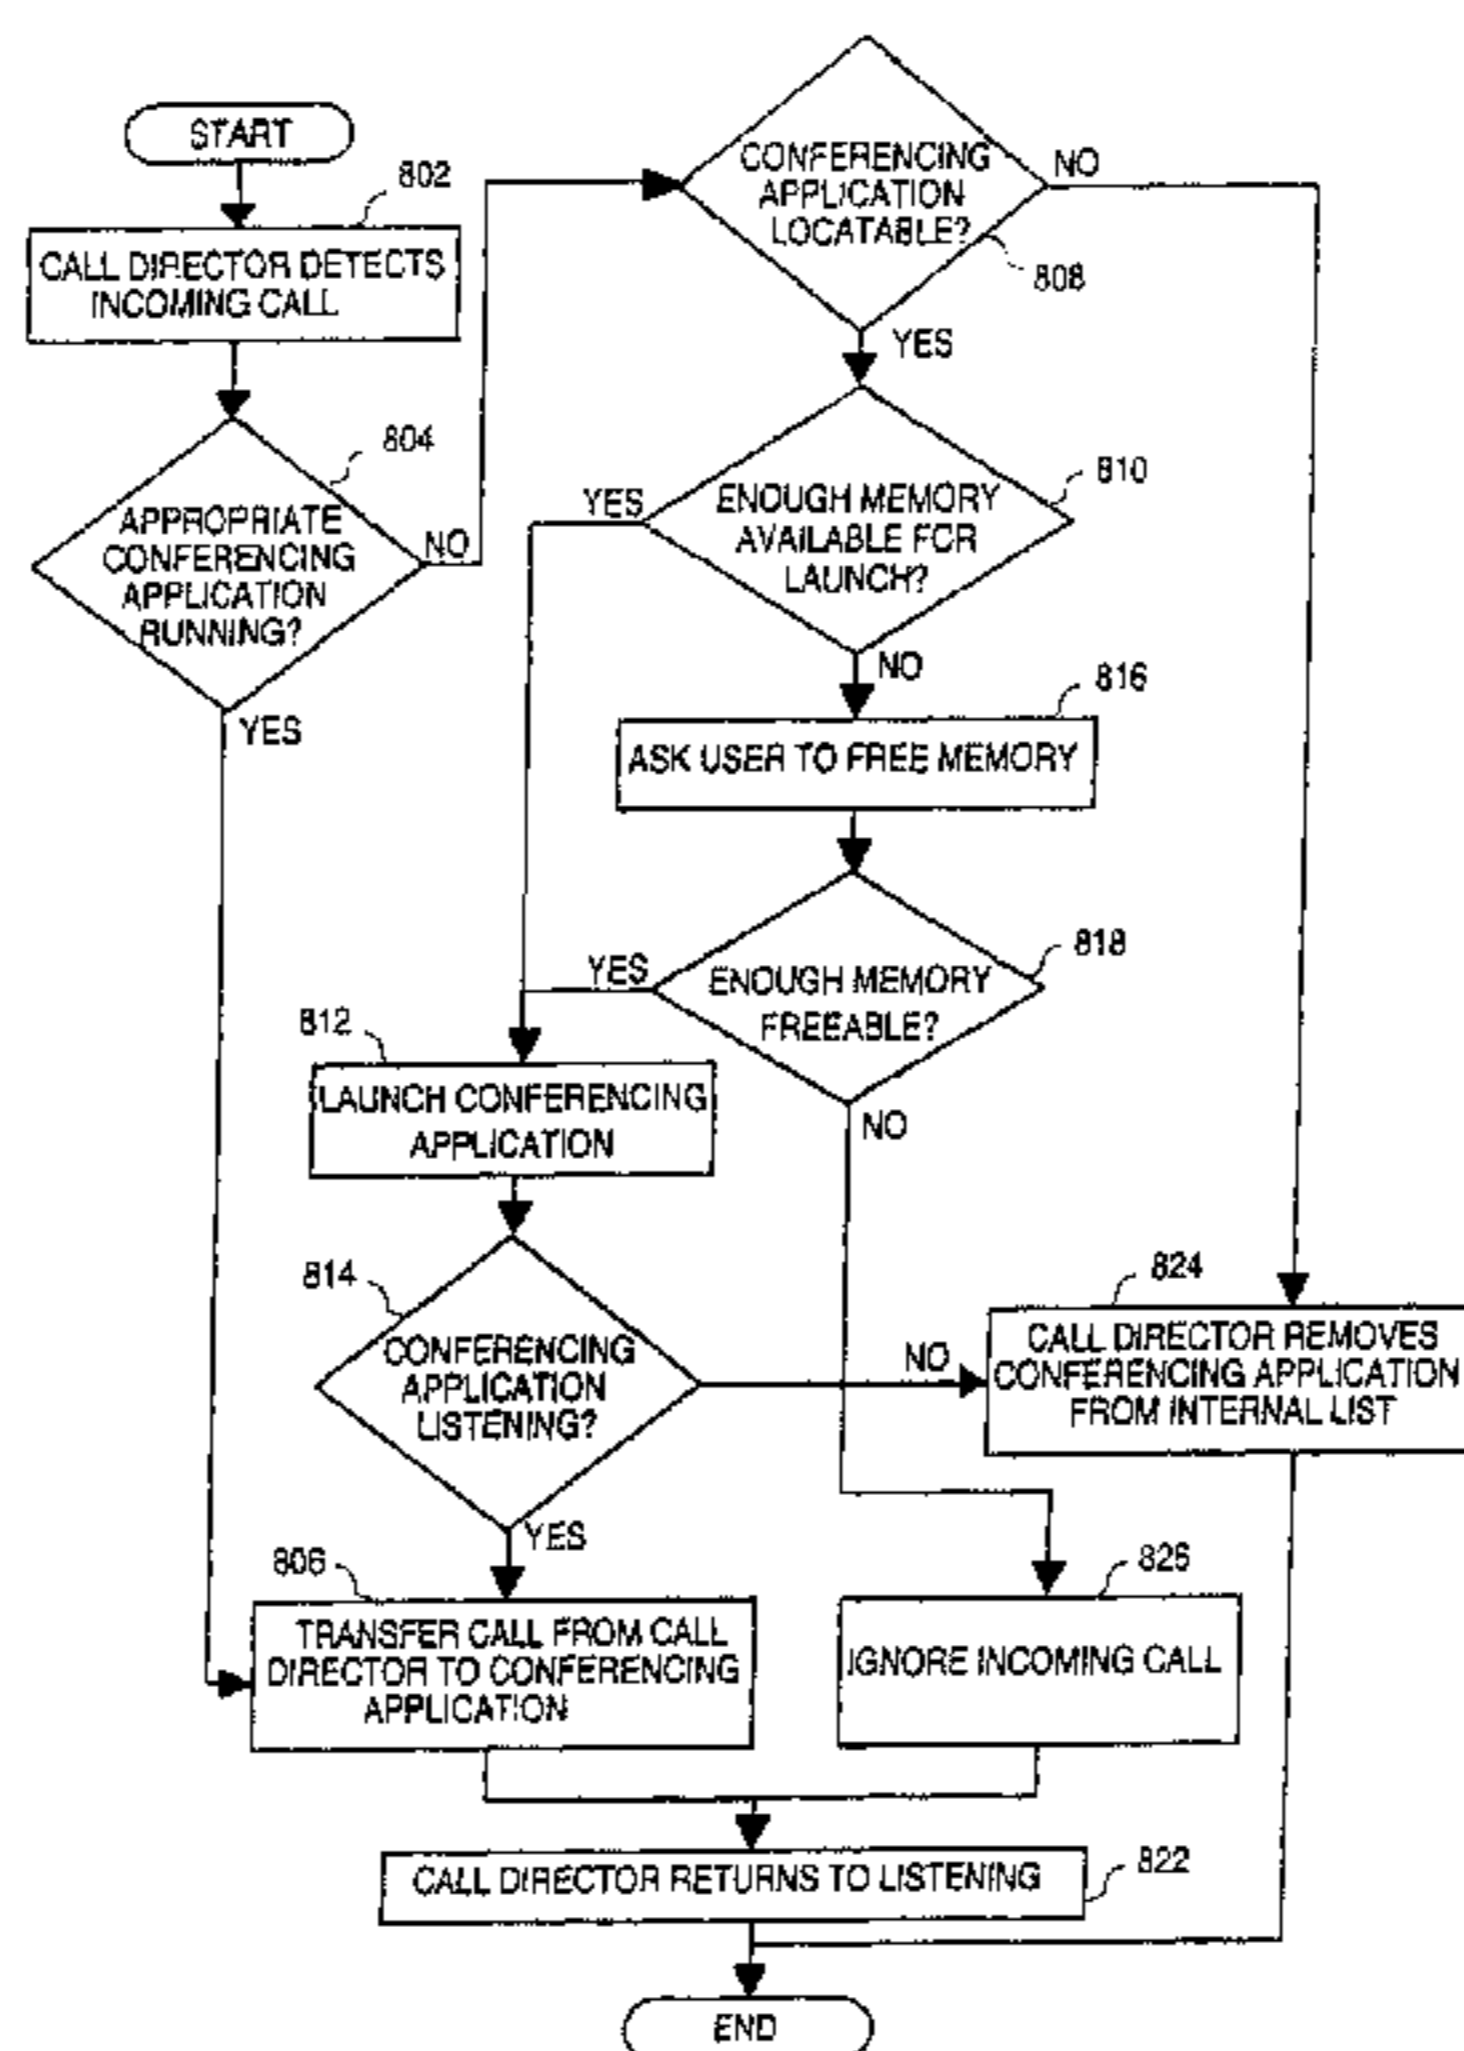 START
802
CALL DIRECTOR DETECTS
INCOMING CALL
804
APPROPRIATE
CONFERENCING
APPLICATION
RUNNING?
NO
YES
CONFERENCING
APPLICATION
LOCATABLE?
NO
808
YES
810
YES
ENOUGH MEMORY
AVAILABLE FOR
LAUNCH?
NO
816
ASK USER TO FREE MEMORY
818
YES
ENOUGH MEMORY
FREEABLE?
NO
812
LAUNCH CONFERENCING
APPLICATION
814
CONFERENCING
APPLICATION
LISTENING?
NO
YES
824
CALL DIRECTOR REMOVES
CONFERENCING APPLICATION
FROM INTERNAL LIST
806
TRANSFER CALL FROM CALL
DIRECTOR TO CONFERENCING
APPLICATION
826
IGNORE INCOMING CALL
CALL DIRECTOR RETURNS TO LISTENING
822
END